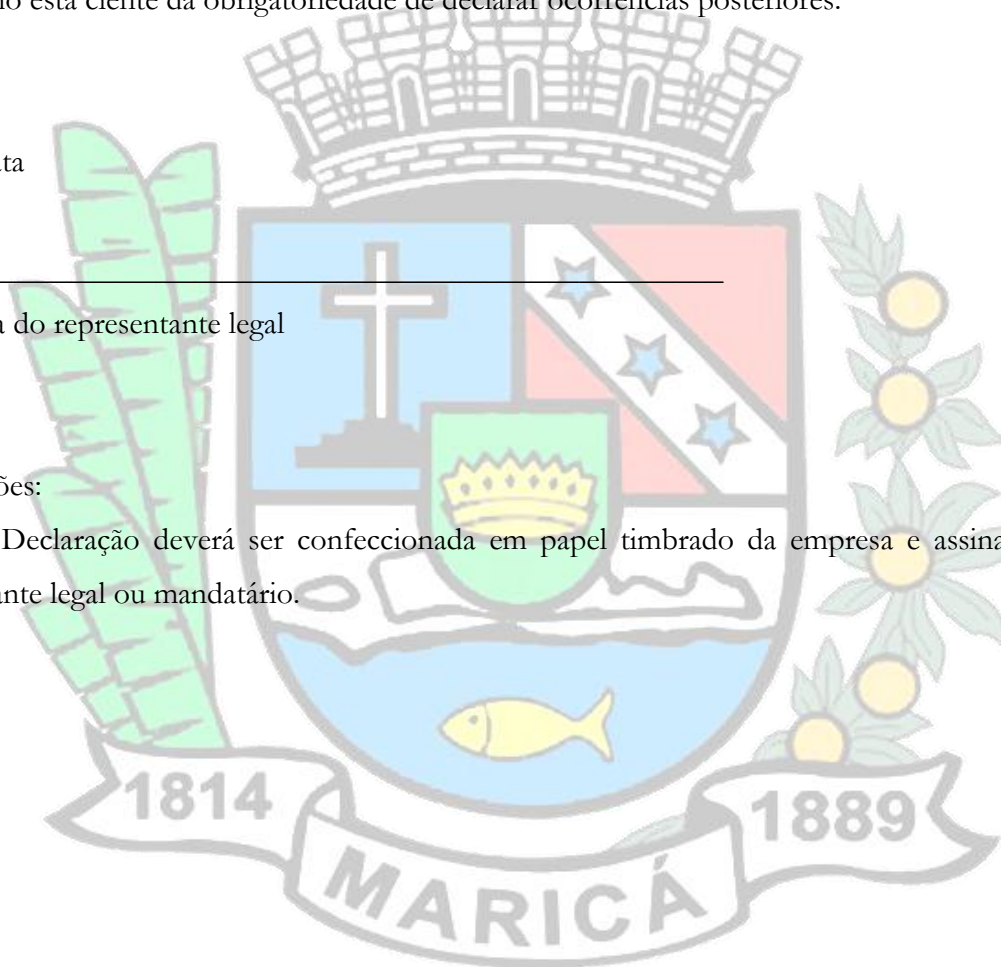 está ciente da obrigatoriedade de declarar ocorrências posteriores.
ta
a do representante legal
ões:
Declaração deverá ser confeccionada em papel timbrado da empresa e assina
ante legal ou mandatário.
1814
1889
MARICÁ